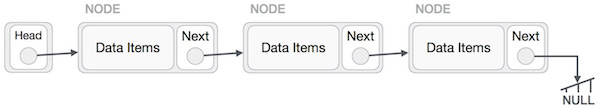 NODE NODE NODE
Head Data Items Next Data Items Next Data Items Next
NULL